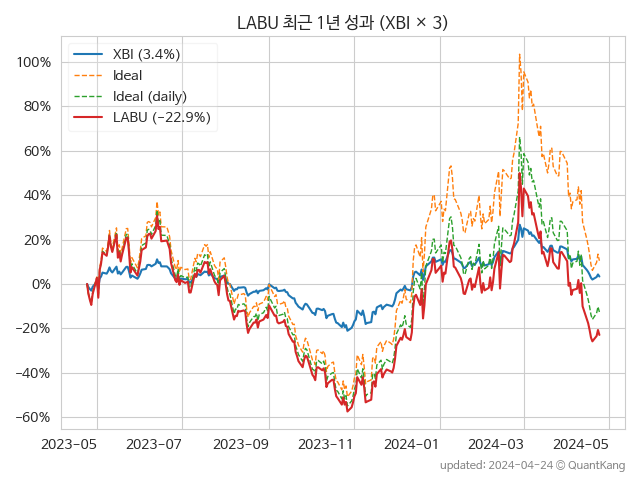 LABU 최근 1년 성과 (XBI × 3)
XBI (3.4%)
Ideal
Ideal (daily)
LABU (−22.9%)
100%
80%
60%
40%
20%
0%
−20%
−40%
−60%
2023-05 2023-07 2023-09 2023-11 2024-01 2024-03 2024-05
updated: 2024-04-24 © QuantKang